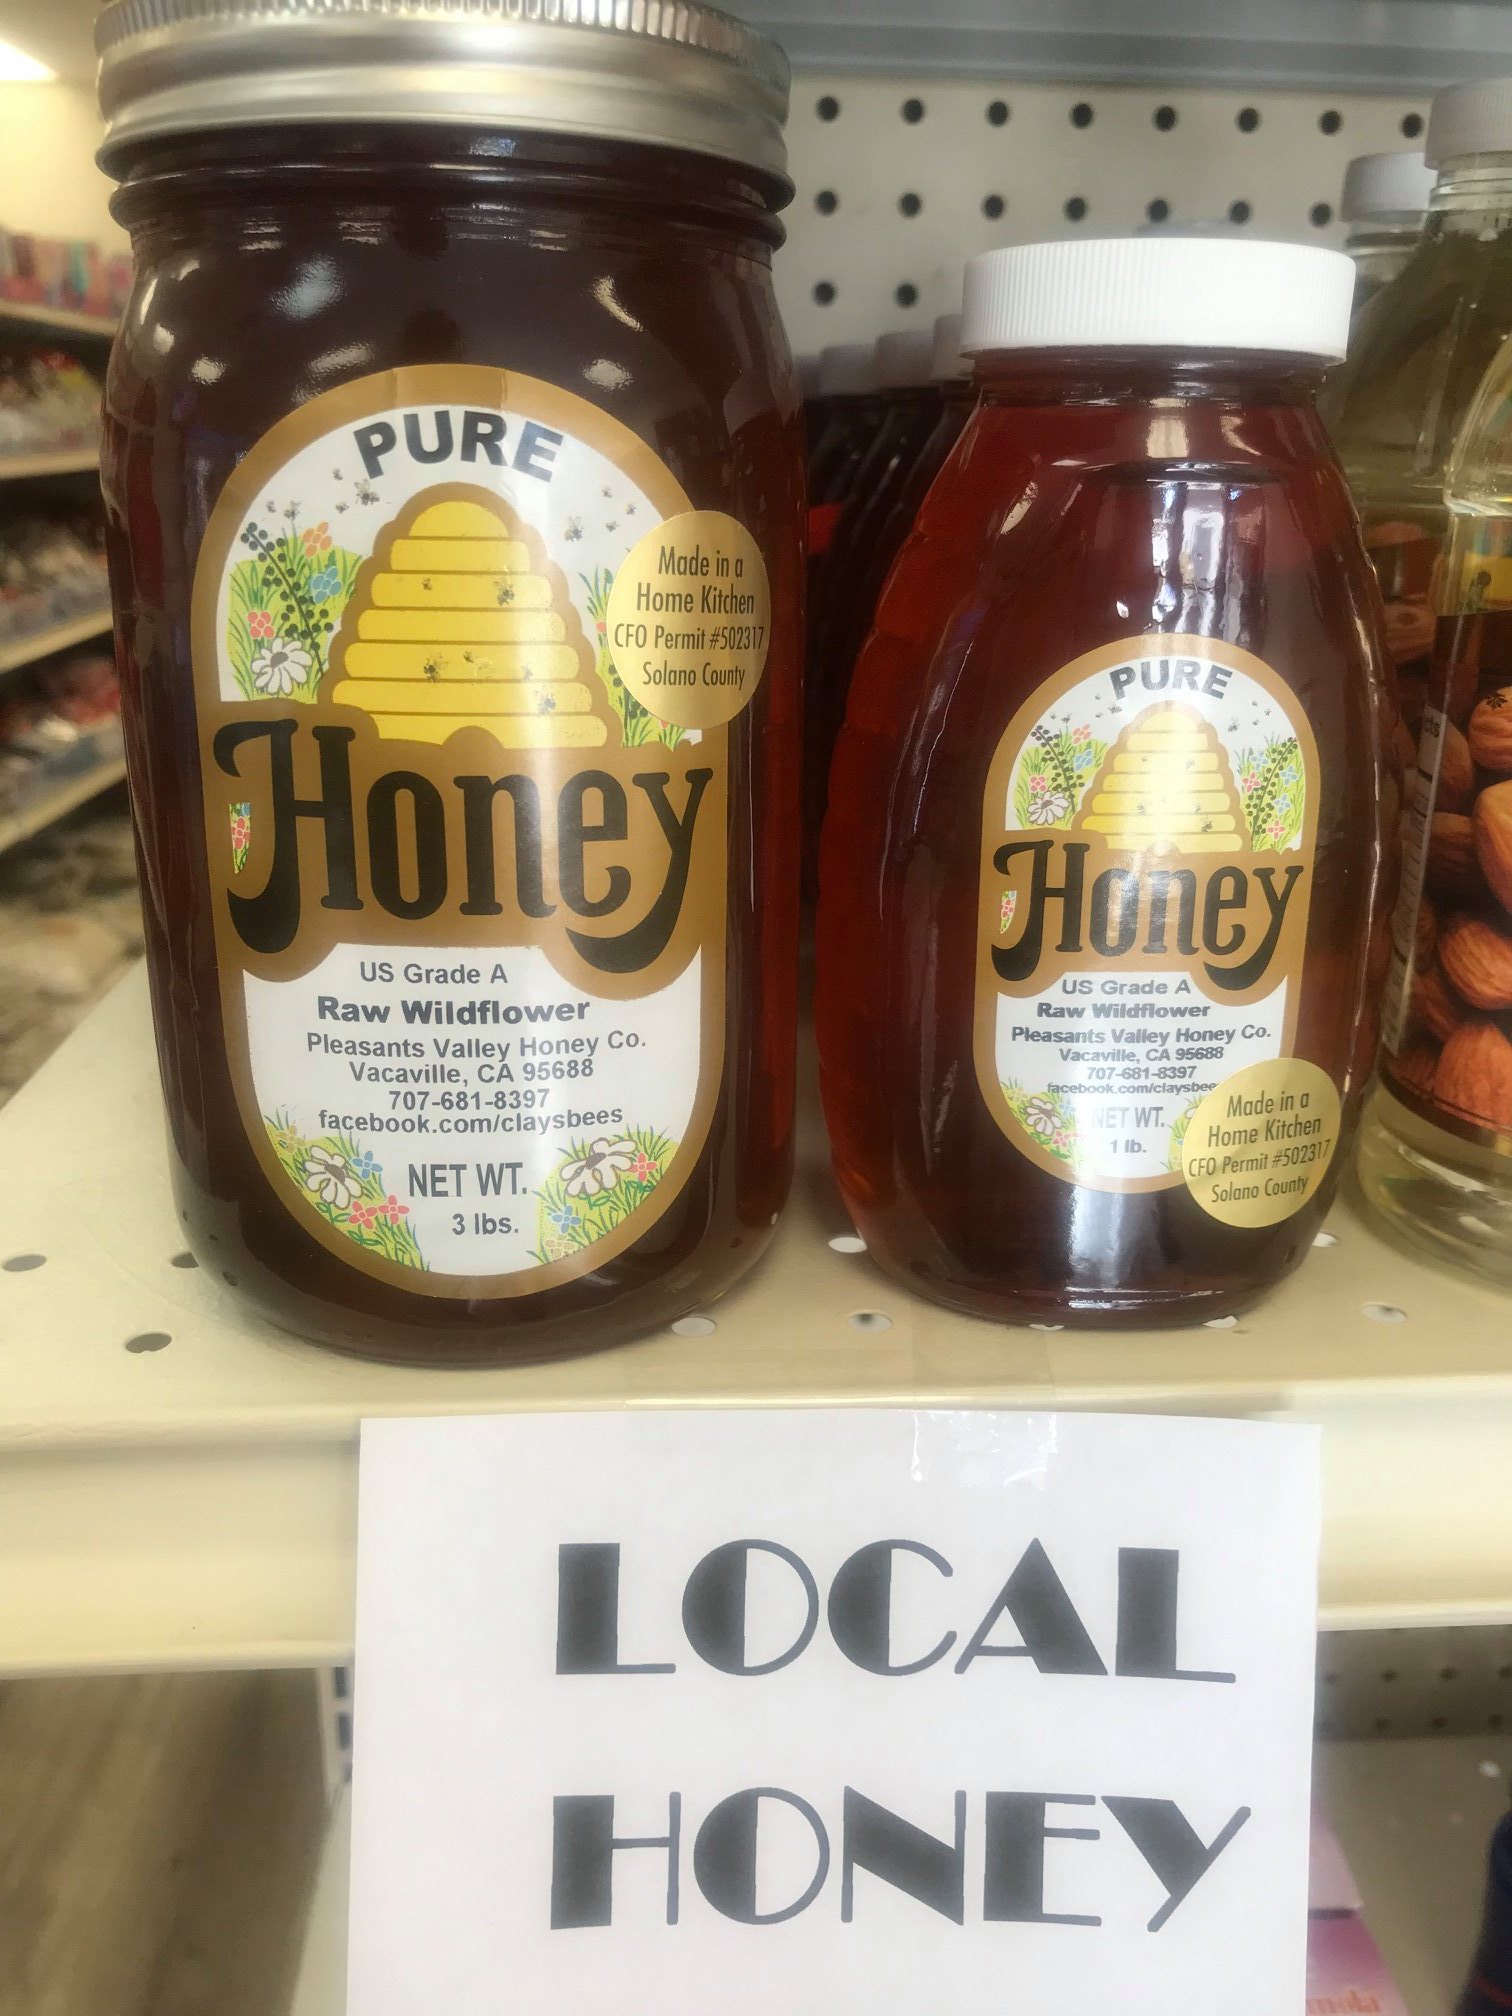 PURE
Honey
US Grade A
Raw Wildflower
Pleasants Valley Honey Co.
Vacaville, CA 95688
707-681-8397
facebook.com/claysbees
NET WT.
3 lbs.
Made in a
Home Kitchen
CFO Permit #502317
Solano County
PURE
Honey
US Grade A
Raw Wildflower
Pleasants Valley Honey Co.
Vacaville, CA 95688
707-681-8397
facebook.com/claysbee
NET WT.
1 lb.
Made in a
Home Kitchen
CFO Permit #502317
Solano County
LOCAL
HONEY